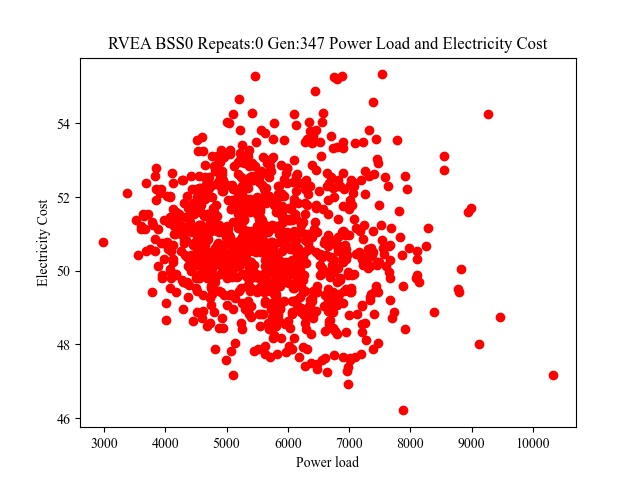 RVEA BSS0 Repeats:0 Gen:347 Power Load and Electricity Cost
Electricity Cost
54
52
50
48
46
3000 4000 5000 6000 7000 8000 9000 10000
Power load